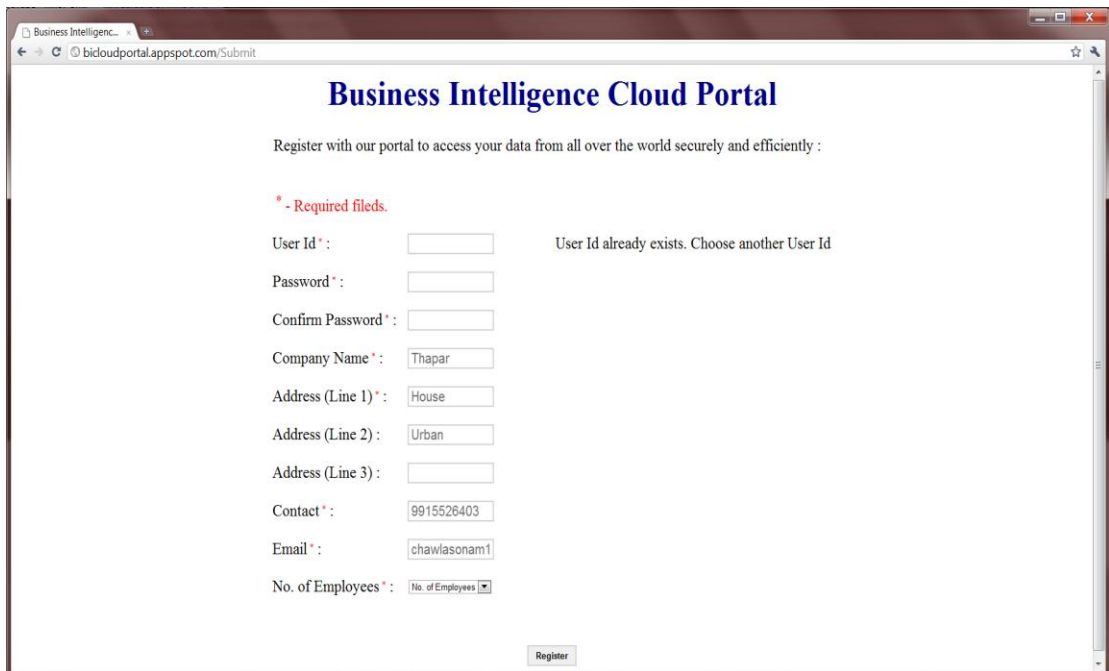 Business Intelligenc...
bicloudportal.appspot.com/Submit
Business Intelligence Cloud Portal
Register with our portal to access your data from all over the world securely and efficiently :
* - Required fileds.
User Id * : User Id already exists. Choose another User Id
Password * :
Confirm Password * :
Company Name * : Thapar
Address (Line 1) * : House
Address (Line 2) : Urban
Address (Line 3) :
Contact * : 9915526403
Email * : chawlasonam1
No. of Employees * : No. of Employees
Register